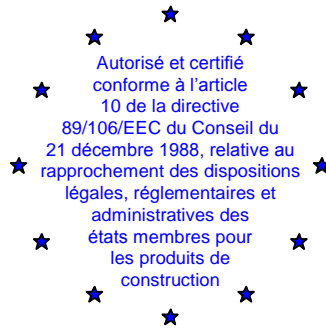 Autorisé et certifié
conforme à l'article
10 de la directive
89/106/EEC du Conseil du
21 décembre 1988, relative au
rapprochement des dispositions
légales, réglementaires et
administratives des
états membres pour
les produits de
construction